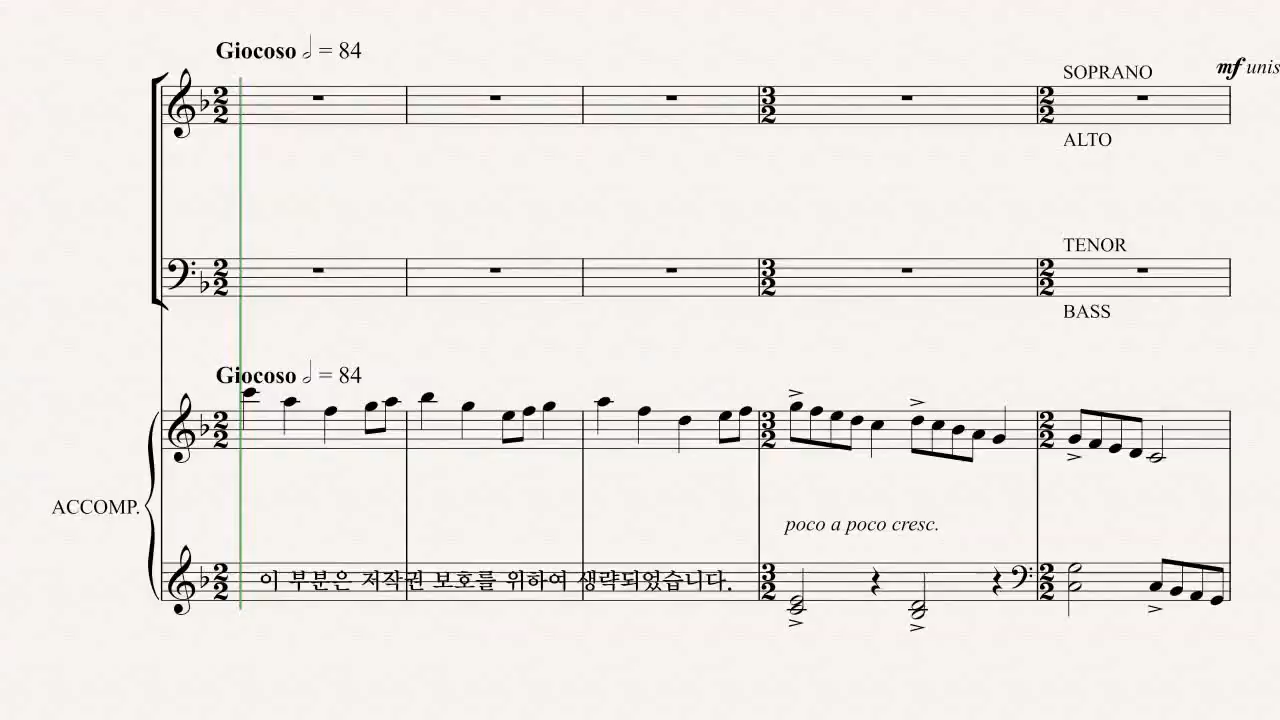 Giocoso 𝅗𝅥 = 84
SOPRANO
mf unis
ALTO
TENOR
BASS
Giocoso 𝅗𝅥 = 84
ACCOMP.
poco a poco cresc.
이 부분은 저작권 보호를 위하여 생략되었습니다.